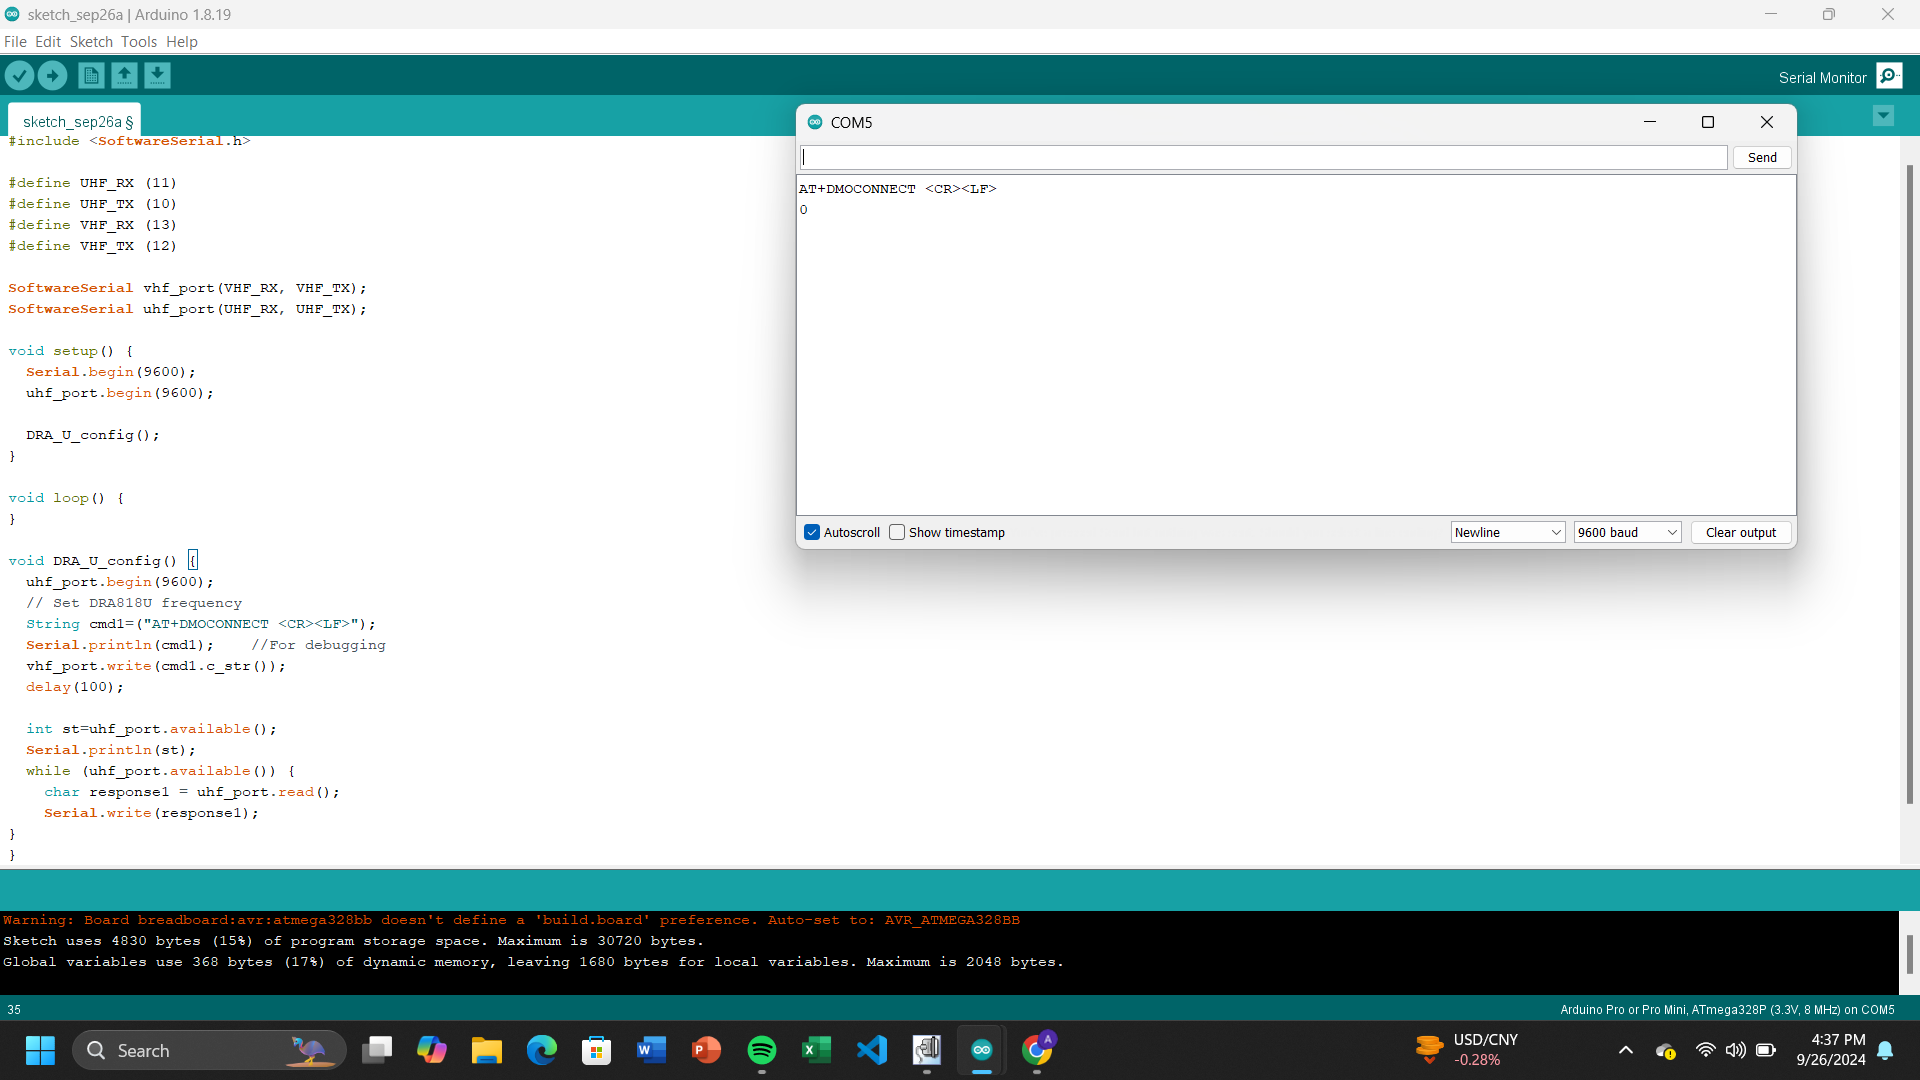 sketch_sep26a | Arduino 1.8.19
File Edit Sketch Tools Help
Serial Monitor
sketch_sep26a §
#include <SoftwareSerial.h>
#define UHF_RX (11)
#define UHF_TX (10)
#define VHF_RX (13)
#define VHF_TX (12)
SoftwareSerial vhf_port(VHF_RX, VHF_TX);
SoftwareSerial uhf_port(UHF_RX, UHF_TX);
void setup() {
Serial.begin(9600);
uhf_port.begin(9600);
DRA_U_config();
}
void loop() {
}
void DRA_U_config() {
uhf_port.begin(9600);
// Set DRA818U frequency
String cmd1=("AT+DMOCONNECT <CR><LF>");
Serial.println(cmd1);    //For debugging
vhf_port.write(cmd1.c_str());
delay(100);
int st=uhf_port.available();
Serial.println(st);
while (uhf_port.available()) {
char response1 = uhf_port.read();
Serial.write(response1);
}
}
COM5
Send
AT+DMOCONNECT <CR><LF>
0
Autoscroll Show timestamp Newline 9600 baud Clear output
Warning: Board breadboard:avr:atmega328bb doesn't define a 'build.board' preference. Auto-set to: AVR_ATMEGA328BB
Sketch uses 4830 bytes (15%) of program storage space. Maximum is 30720 bytes.
Global variables use 368 bytes (17%) of dynamic memory, leaving 1680 bytes for local variables. Maximum is 2048 bytes.
35
Arduino Pro or Pro Mini, ATmega328P (3.3V, 8 MHz) on COM5
Search
A
USD/CNY
-0.28%
4:37 PM
9/26/2024